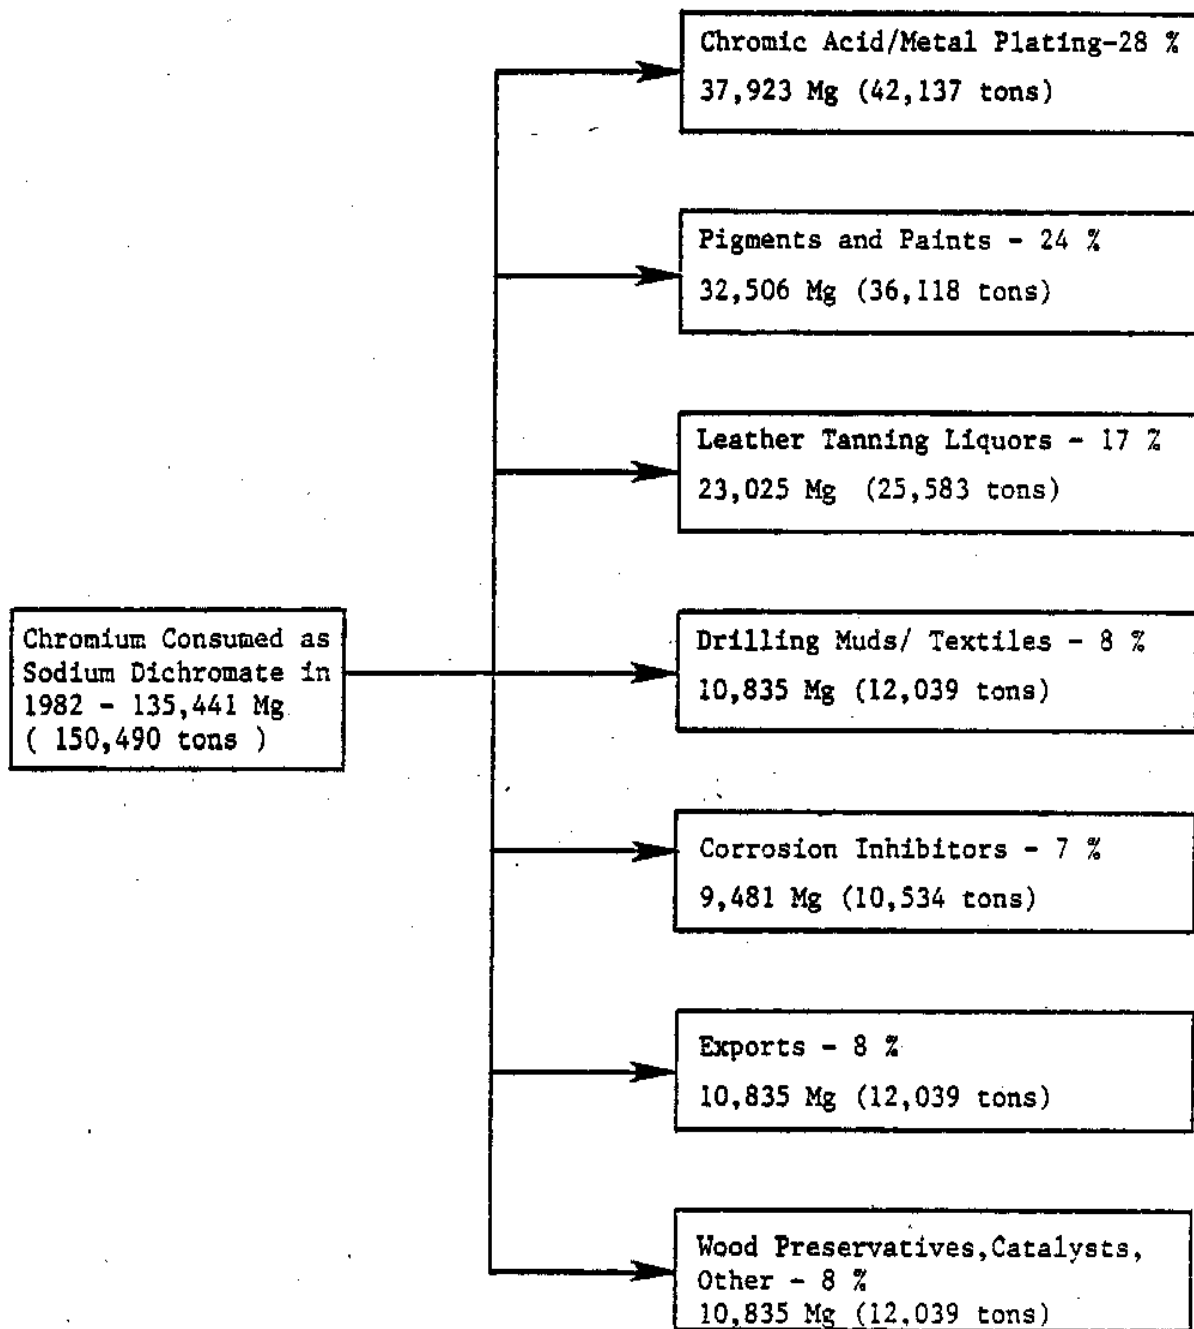 Chromic Acid/Metal Plating-28 %
37,923 Mg (42,137 tons)
Pigments and Paints - 24 %
32,506 Mg (36,118 tons)
Leather Tanning Liquors - 17 %
23,025 Mg (25,583 tons)
Chromium Consumed as
Sodium Dichromate in
1982 - 135,441 Mg
( 150,490 tons )
Drilling Muds/ Textiles - 8 %
10,835 Mg (12,039 tons)
Corrosion Inhibitors - 7 %
9,481 Mg (10,534 tons)
Exports - 8 %
10,835 Mg (12,039 tons)
Wood Preservatives,Catalysts,
Other - 8 %
10,835 Mg (12,039 tons)